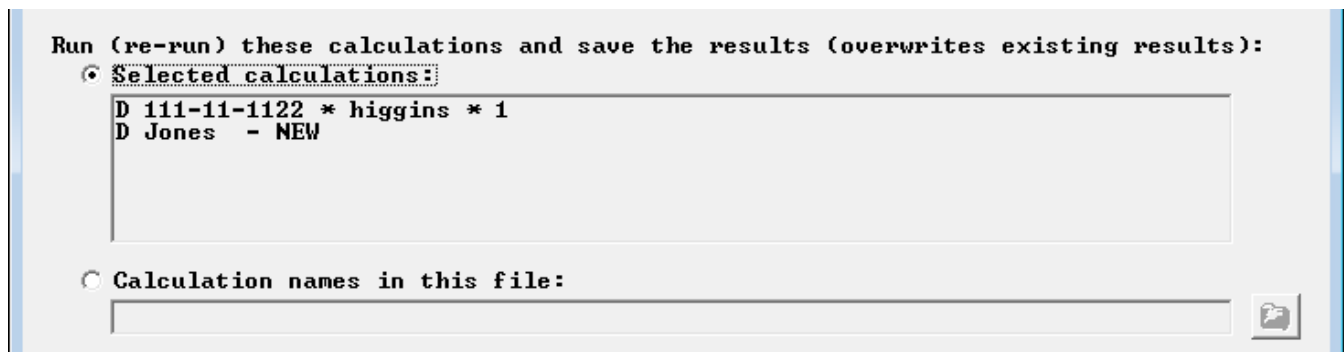 Run (re-run) these calculations and save the results (overwrites existing results):
Selected calculations:
D 111-11-1122 * higgins * 1
D Jones  - NEW
Calculation names in this file: